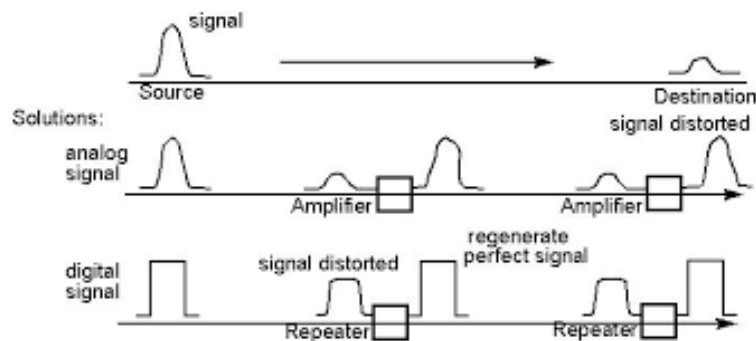 signal
Source
Destination
Solutions:
signal distorted
analog
signal
Amplifier
Amplifier
regenerate
perfect signal
digital
signal
signal distorted
Repeater
Repeater